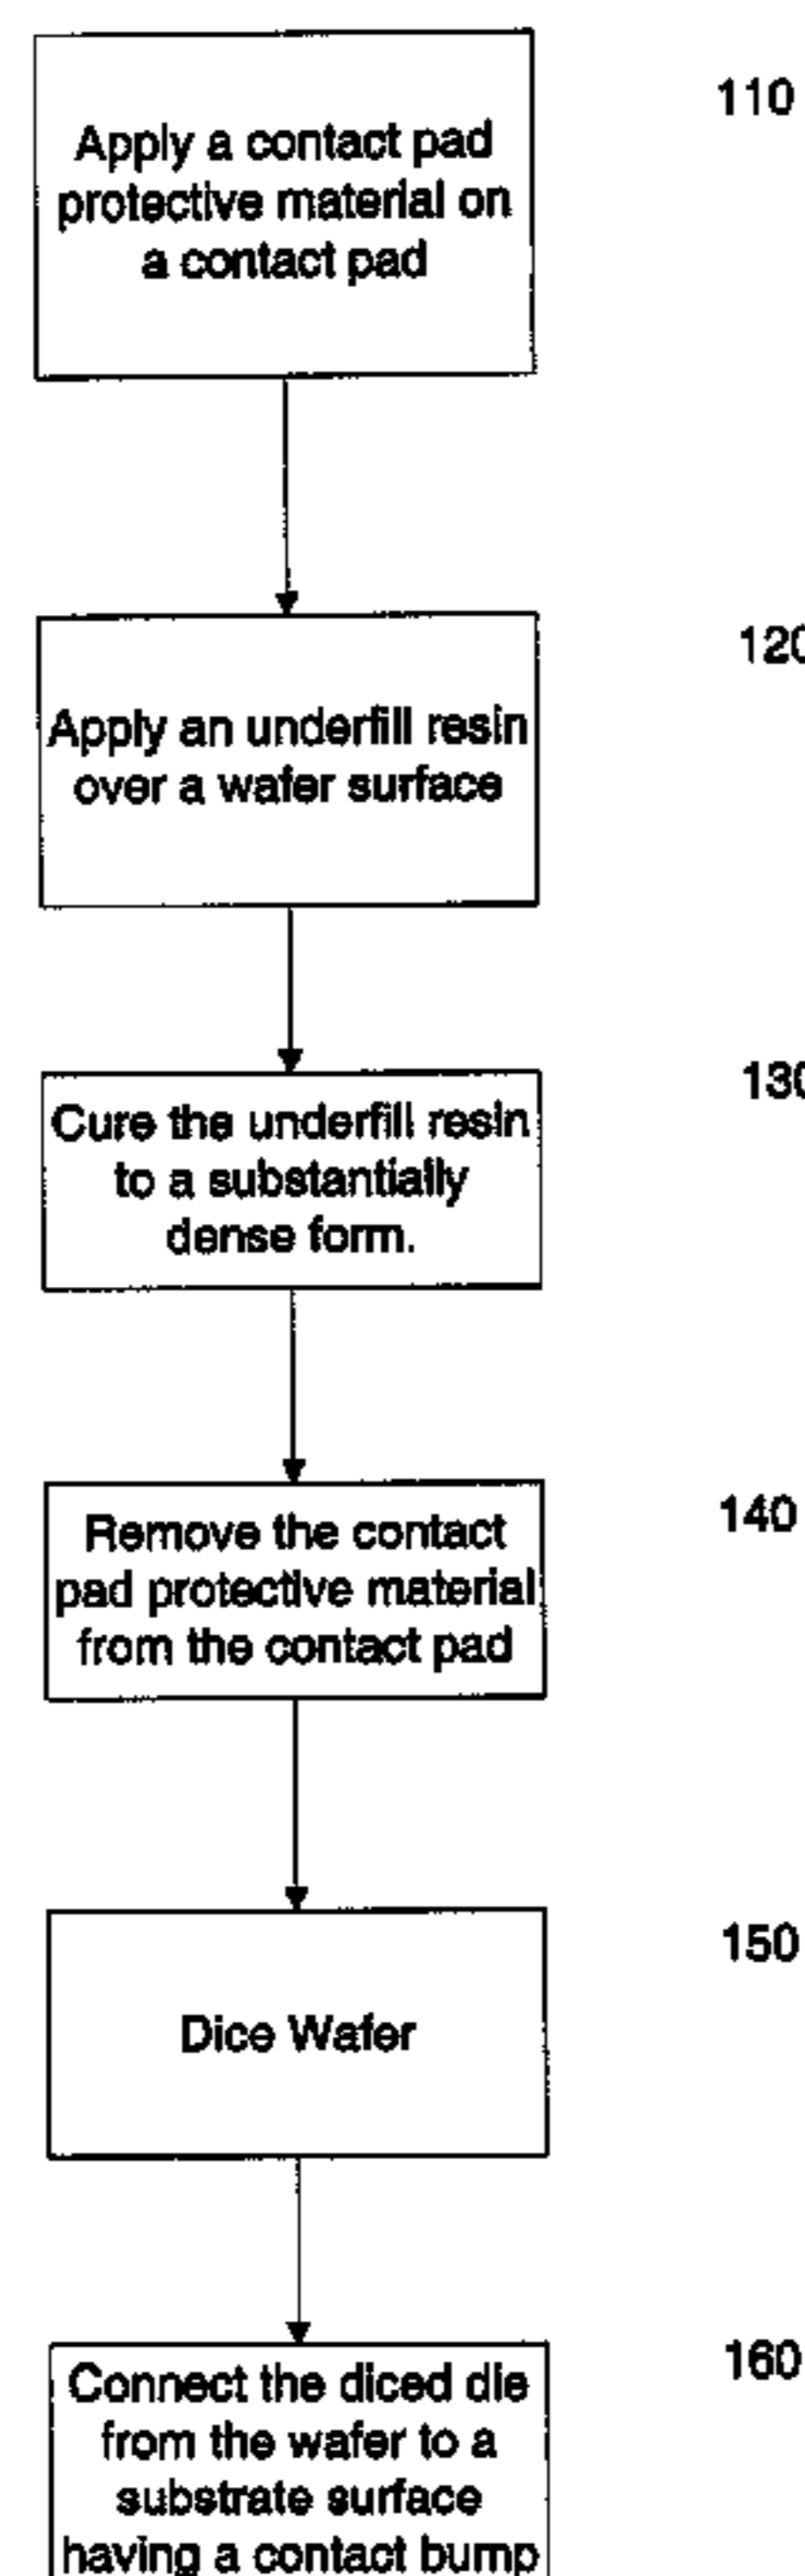 Apply a contact pad
110
protective material on
a contact pad
Apply an underfill resin
120
over a wafer surface
Cure the underfill resin
130
to a substantially
dense form.
Remove the contact
140
pad protective material
from the contact pad
Dice Wafer
150
Connect the diced die
160
from the wafer to a
substrate surface
having a contact bump